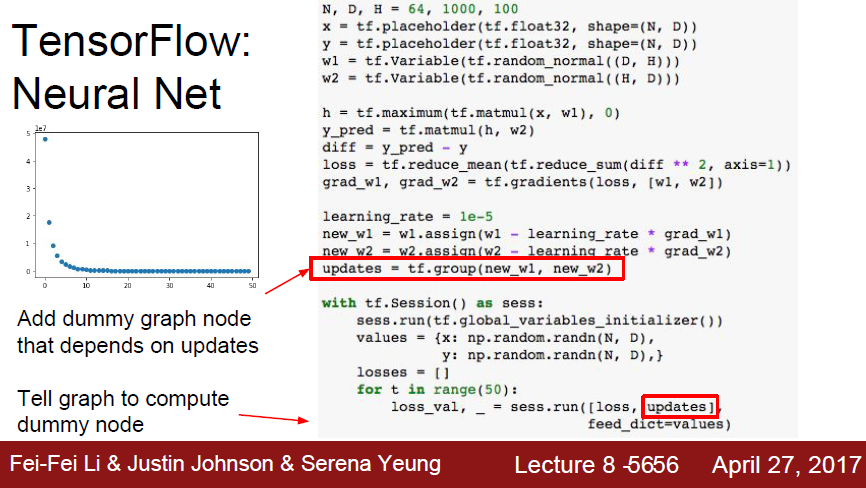 TensorFlow:
Neural Net
1e7
5
4
3
2
1
0
0 10 20 30 40 50
Add dummy graph node
that depends on updates
Tell graph to compute
dummy node
N, D, H = 64, 1000, 100
x = tf.placeholder(tf.float32, shape=(N, D))
y = tf.placeholder(tf.float32, shape=(N, D))
w1 = tf.Variable(tf.random_normal((D, H)))
w2 = tf.Variable(tf.random_normal((H, D)))
h = tf.maximum(tf.matmul(x, w1), 0)
y_pred = tf.matmul(h, w2)
diff = y_pred - y
loss = tf.reduce_mean(tf.reduce_sum(diff ** 2, axis=1))
grad_w1, grad_w2 = tf.gradients(loss, [w1, w2])
learning_rate = 1e-5
new_w1 = w1.assign(w1 - learning_rate * grad_w1)
new_w2 = w2.assign(w2 - learning_rate * grad_w2)
updates = tf.group(new_w1, new_w2)
with tf.Session() as sess:
    sess.run(tf.global_variables_initializer())
    values = {x: np.random.randn(N, D),
              y: np.random.randn(N, D),}
    losses = []
    for t in range(50):
        loss_val, _ = sess.run([loss, updates],
                               feed_dict=values)
Fei-Fei Li & Justin Johnson & Serena Yeung
Lecture 8 -5656
April 27, 2017